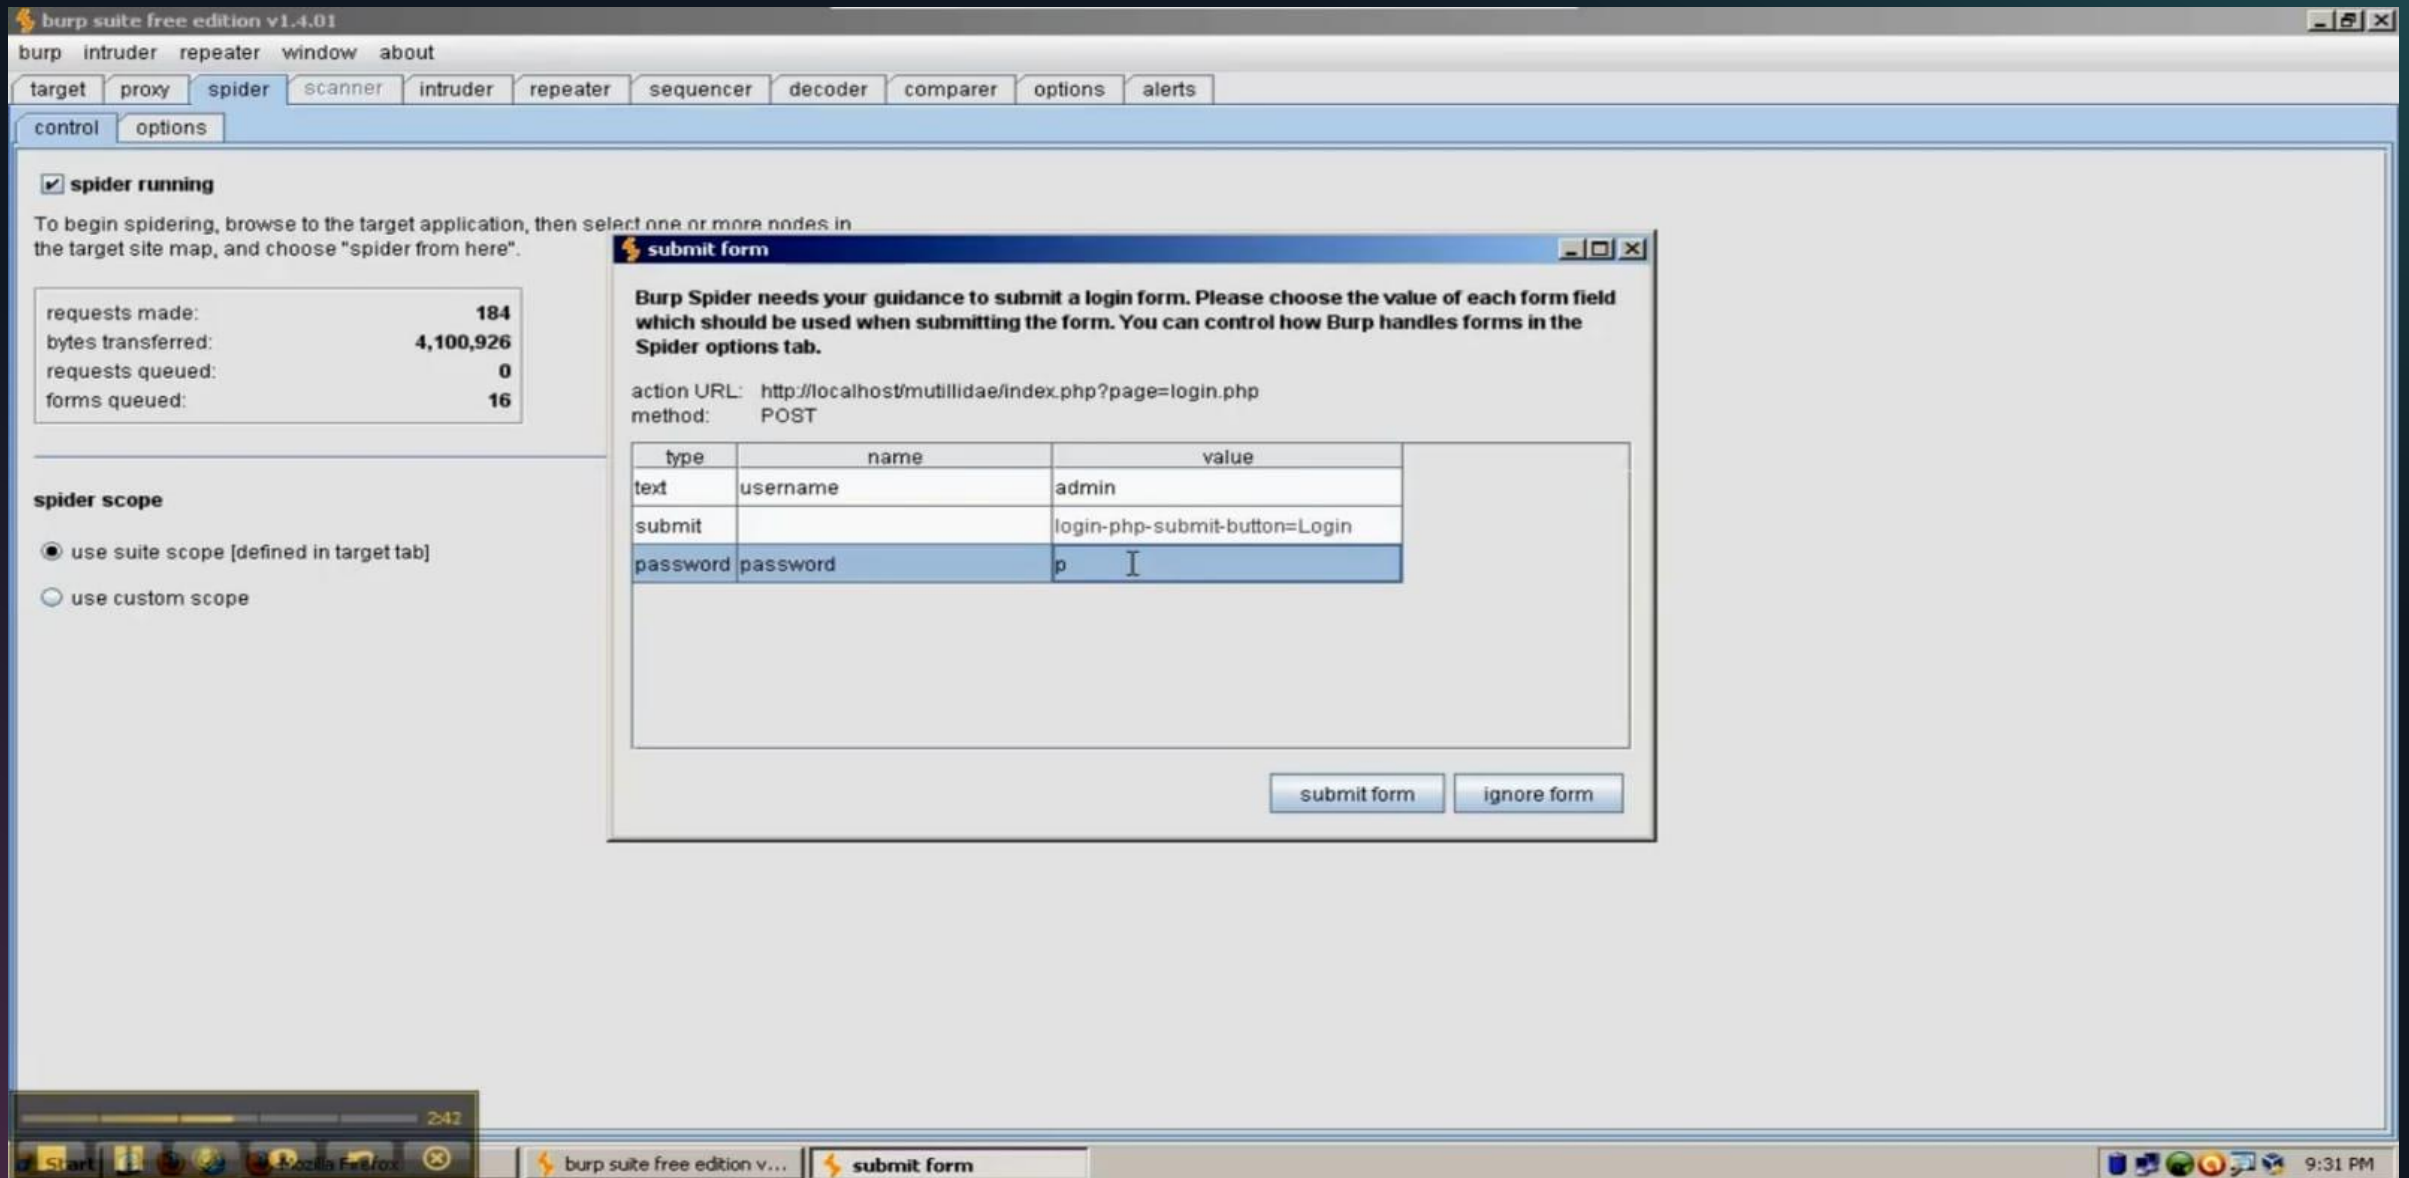 burp suite free edition v1.4.01
burp intruder repeater window about
target proxy spider scanner intruder repeater sequencer decoder comparer options alerts
control options
spider running
To begin spidering, browse to the target application, then select one or more nodes in
the target site map, and choose "spider from here".
requests made: 184
bytes transferred: 4,100,926
requests queued: 0
forms queued: 16
spider scope
use suite scope [defined in target tab]
use custom scope
submit form
Burp Spider needs your guidance to submit a login form. Please choose the value of each form field
which should be used when submitting the form. You can control how Burp handles forms in the
Spider options tab.
action URL: http://localhost/mutillidae/index.php?page=login.php
method: POST
type name value
text username admin
submit login-php-submit-button=Login
password password p
submit form ignore form
2:42
Start Mozilla Firefox burp suite free edition v... submit form 9:31 PM